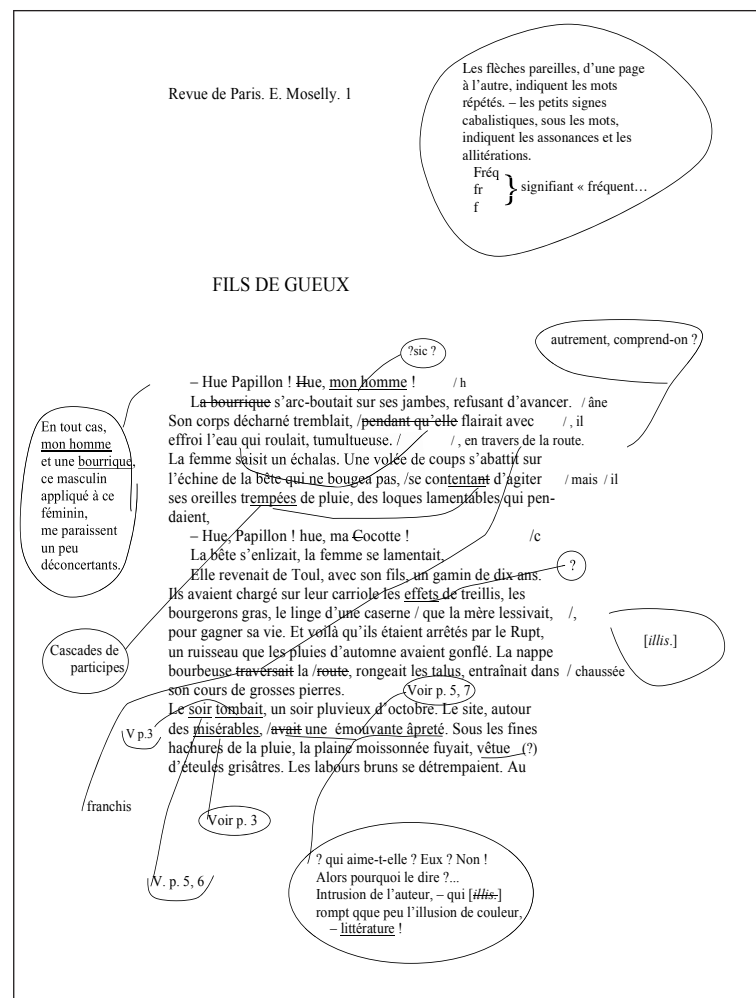 Revue de Paris. E. Moselly. 1
Les flèches pareilles, d’une page
à l’autre, indiquent les mots
répétés. – les petits signes
cabalistiques, sous les mots,
indiquent les assonances et les
allitérations.
Fréq
fr } signifiant « fréquent…
f
FILS DE GUEUX
?sic ?
autrement, comprend-on ?
– Hue Papillon ! Hue, mon homme ! / h
La bourrique s’arc-boutait sur ses jambes, refusant d’avancer. / âne
Son corps décharné tremblait, /pendant qu’elle flairait avec / , il
effroi l’eau qui roulait, tumultueuse. / / , en travers de la route.
La femme saisit un échalas. Une volée de coups s’abattit sur
l’échine de la bête qui ne bougea pas, /se contentant d’agiter / mais / il
ses oreilles trempées de pluie, des loques lamentables qui pen-
daient,
– Hue, Papillon ! hue, ma Cocotte ! /c
La bête s’enlizait, la femme se lamentait.
Elle revenait de Toul, avec son fils, un gamin de dix ans.
Ils avaient chargé sur leur carriole les effets de treillis, les
bourgerons gras, le linge d’une caserne / que la mère lessivait, /,
pour gagner sa vie. Et voilà qu’ils étaient arrêtés par le Rupt,
un ruisseau que les pluies d’automne avaient gonflé. La nappe
bourbeuse traversait la /route, rongeait les talus, entraînait dans / chaussée
son cours de grosses pierres.
Le soir tombait, un soir pluvieux d’octobre. Le site, autour
des misérables, /avait une émouvante âpreté. Sous les fines
hachures de la pluie, la plaine moissonnée fuyait, vêtue (?)
d’éteules grisâtres. Les labours bruns se détrempaient. Au
En tout cas,
mon homme
et une bourrique,
ce masculin
appliqué à ce
féminin,
me paraissent
un peu
déconcertants.
?
Cascades de
participes
[illis.]
Voir p. 5, 7
V p.3
franchis
Voir p. 3
V. p. 5, 6
? qui aime-t-elle ? Eux ? Non !
Alors pourquoi le dire ?...
Intrusion de l’auteur, – qui [illis.]
rompt qque peu l’illusion de couleur,
– littérature !